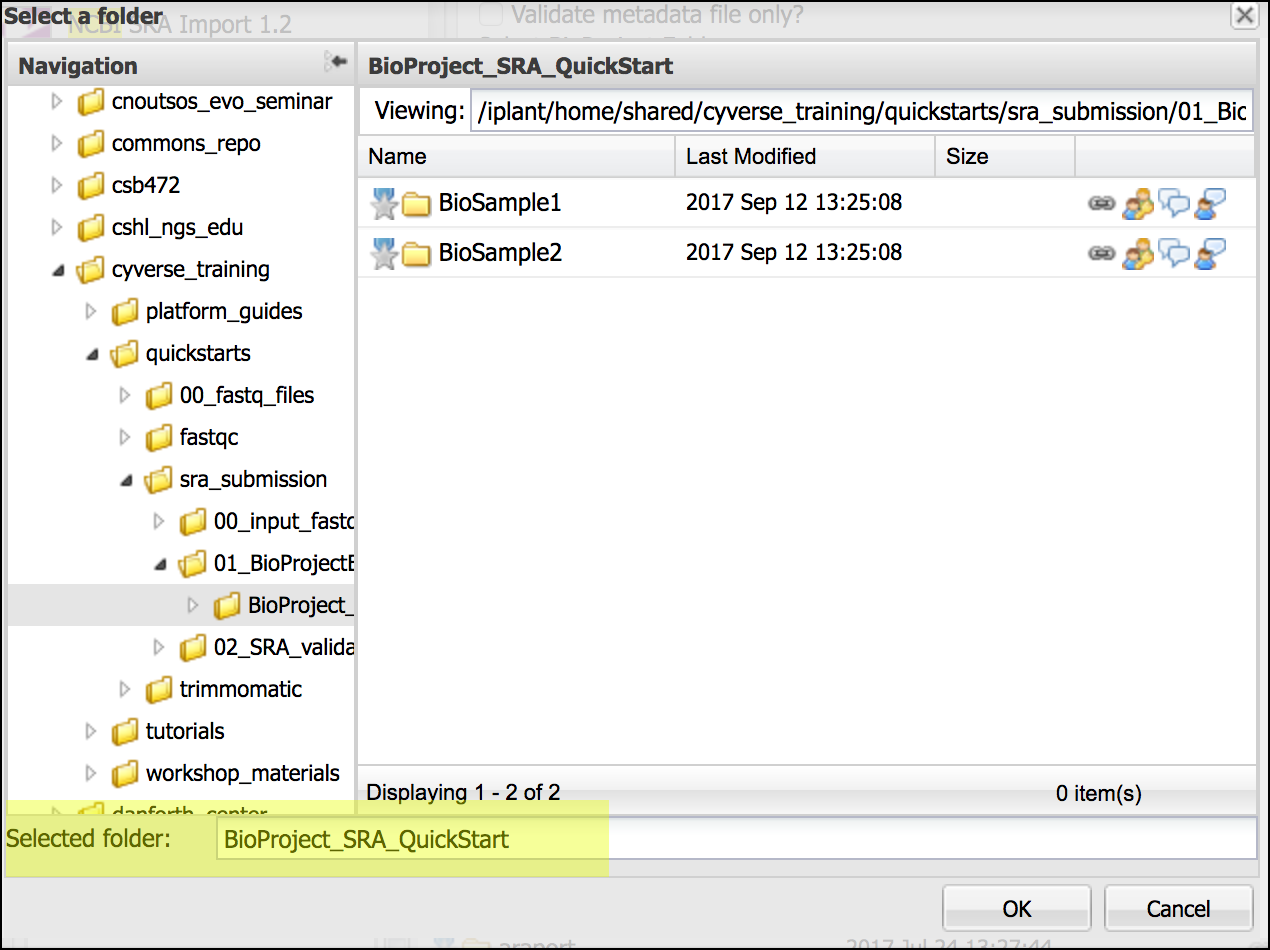 Select a folder
NCBI SRA Import 1.2
Validate metadata file only?
Navigation
cnoutsos_evo_seminar
commons_repo
csb472
cshl_ngs_edu
cyverse_training
platform_guides
quickstarts
00_fastq_files
fastqc
sra_submission
00_input_fastq
01_BioProject
BioProject_
02_SRA_valida
trimmomatic
tutorials
workshop_materials
danforth_center
BioProject_SRA_QuickStart
Viewing: /iplant/home/shared/cyverse_training/quickstarts/sra_submission/01_Bio
Name Last Modified Size
BioSample1 2017 Sep 12 13:25:08
BioSample2 2017 Sep 12 13:25:08
Displaying 1 - 2 of 2 0 item(s)
Selected folder: BioProject_SRA_QuickStart
OK Cancel
araport 2017 Jul 24 13:27:44